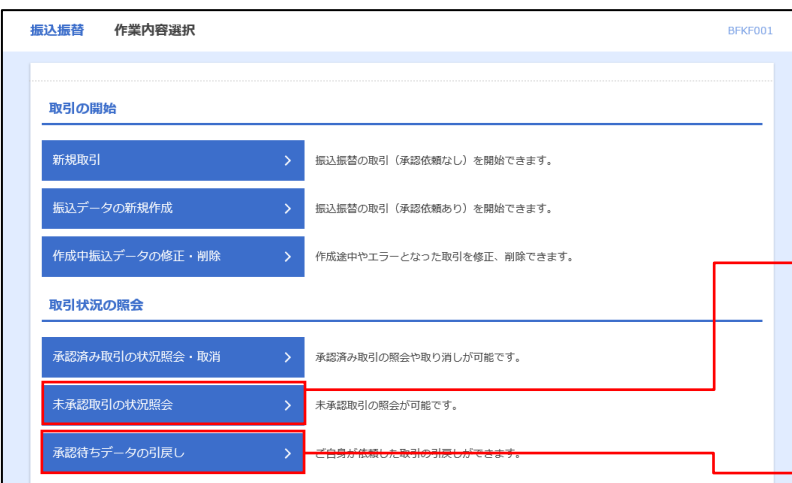 振込振替 作業内容選択 BFKF001
取引の開始
新規取引 振込振替の取引（承認依頼なし）を開始できます。
振込データの新規作成 振込振替の取引（承認依頼あり）を開始できます。
作成中振込データの修正・削除 作成途中やエラーとなった取引を修正、削除できます。
取引状況の照会
承認済み取引の状況照会・取消 承認済み取引の照会や取り消しが可能です。
未承認取引の状況照会 未承認取引の照会が可能です。
承認待ちデータの引戻し ご自身が依頼した取引の引戻しができます。